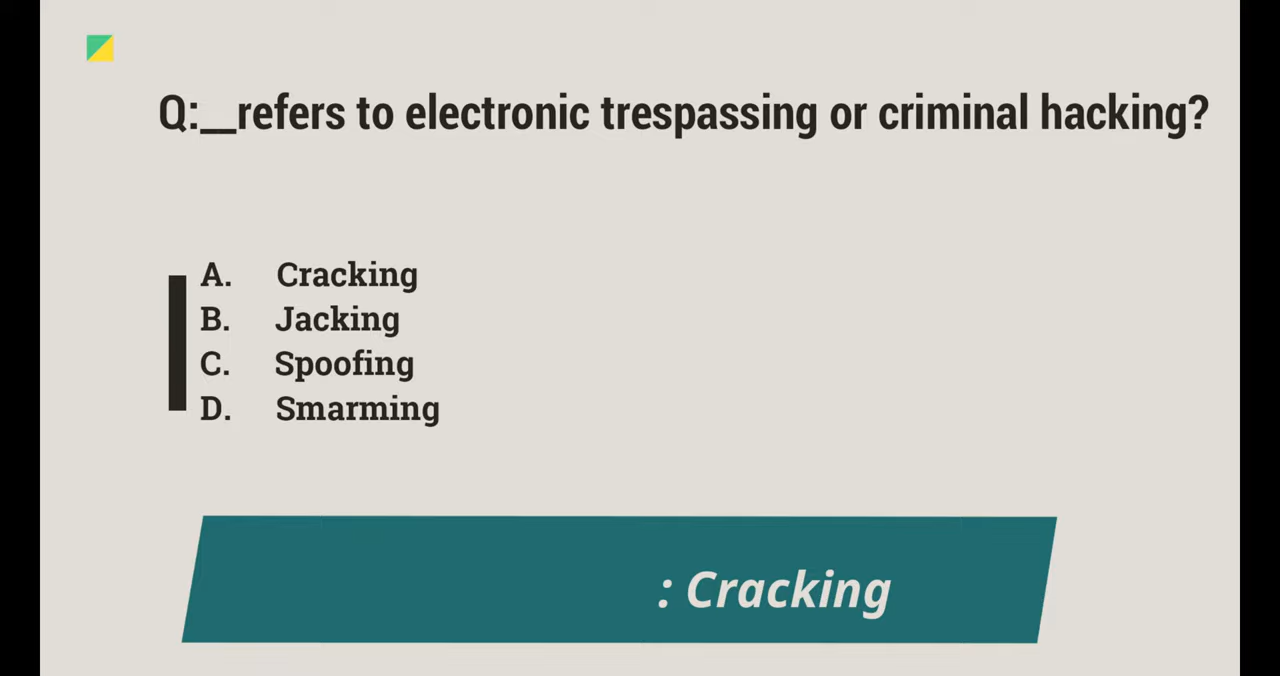 Q:__refers to electronic trespassing or criminal hacking?
A. Cracking
B. Jacking
C. Spoofing
D. Smarming
: Cracking